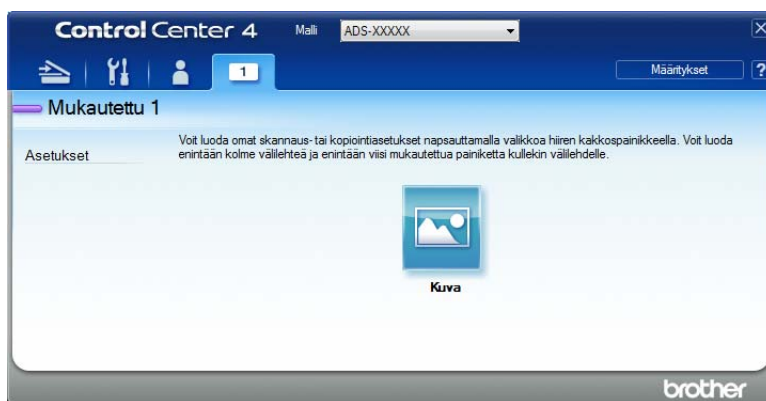 Control Center 4 Malli ADS-XXXXX X
1 Määritykset ?
Mukautettu 1
Voit luoda omat skannaus- tai kopiointiasetukset napsauttamalla valikkoa hiiren kakkospainikkeella. Voit luoda
Asetukset enintään kolme välilehteä ja enintään viisi mukautettua painiketta kullekin välilehdelle.
Kuva
brother